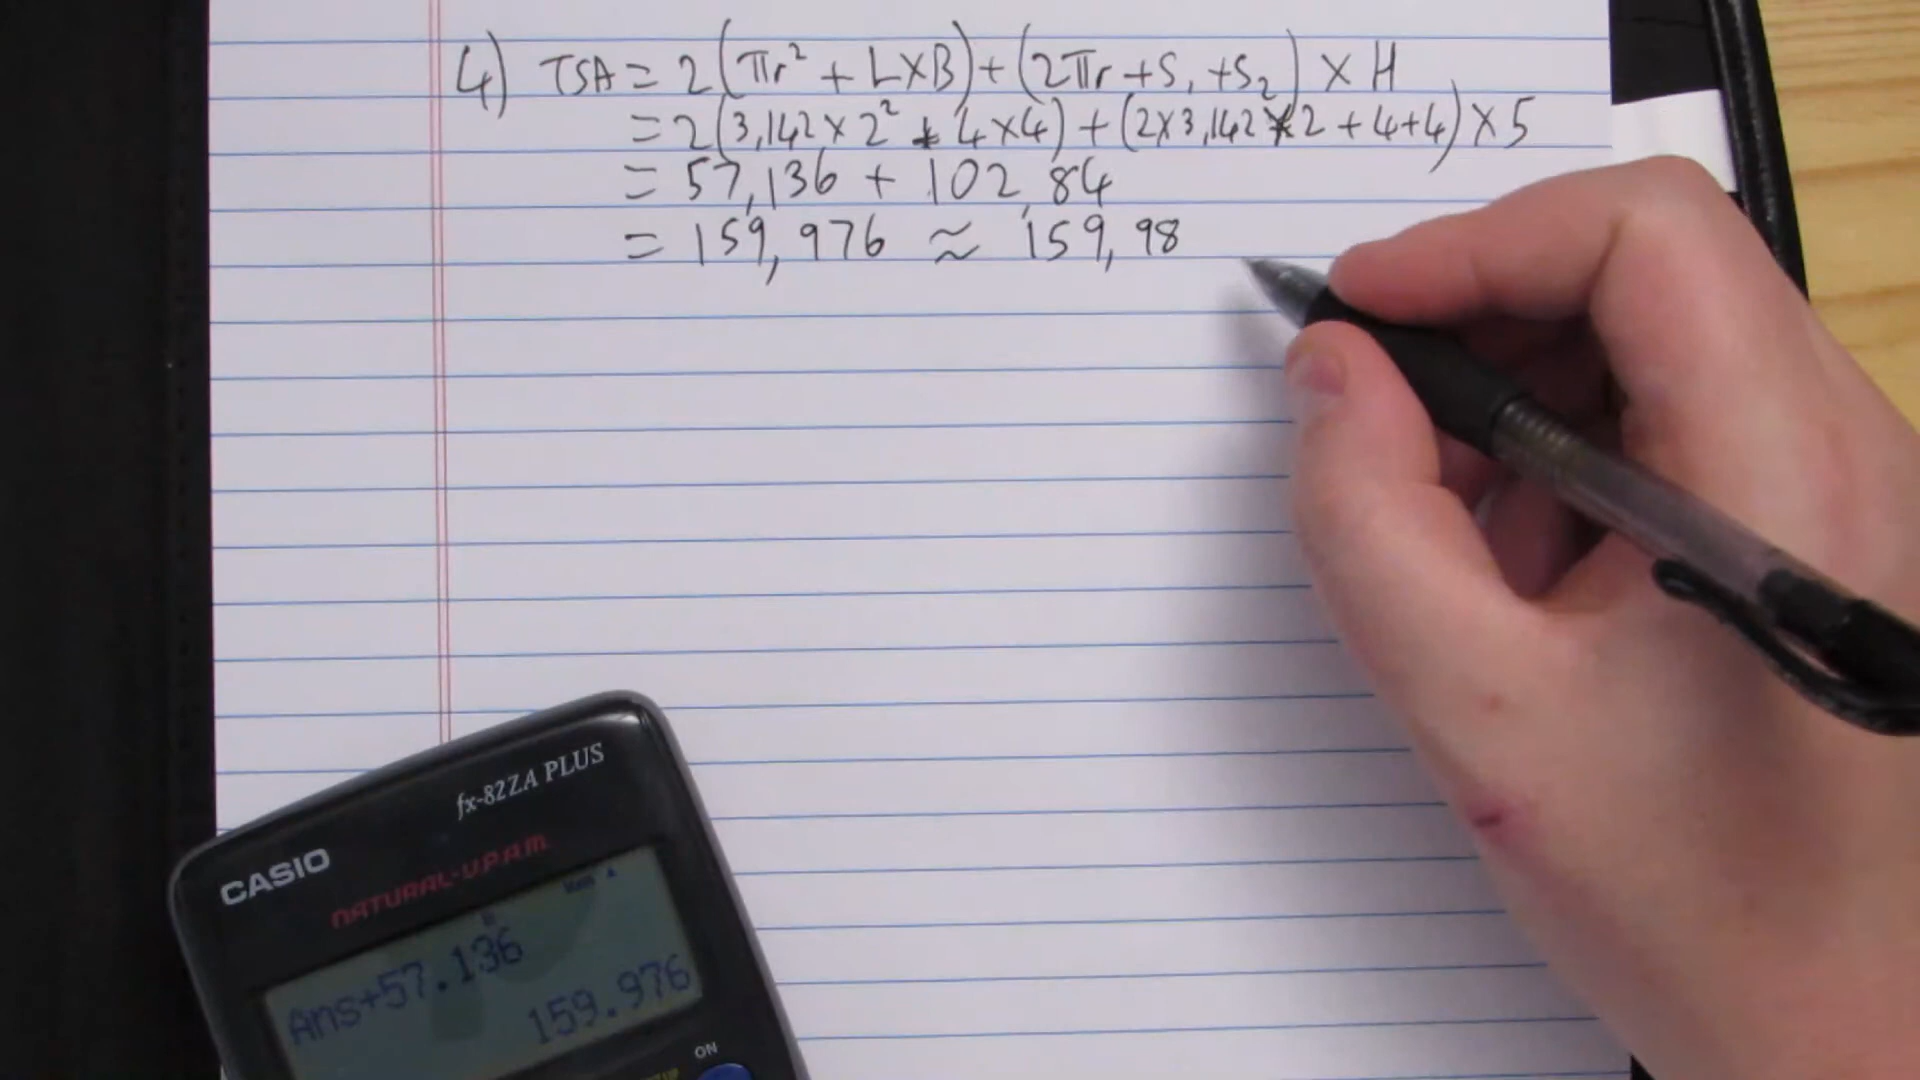 4) TSA = 2(πr² + L×B) + (2πr + S₁ + S₂) × H
= 2(3,142 × 2² + 4×4) + (2×3,142×2 + 4+4) × 5
= 57,136 + 102,84
= 159,976 ≈ 159,98
fx-82ZA PLUS
CASIO
NATURAL-V.P.A.M.
Ans+57.136
159.976
ON